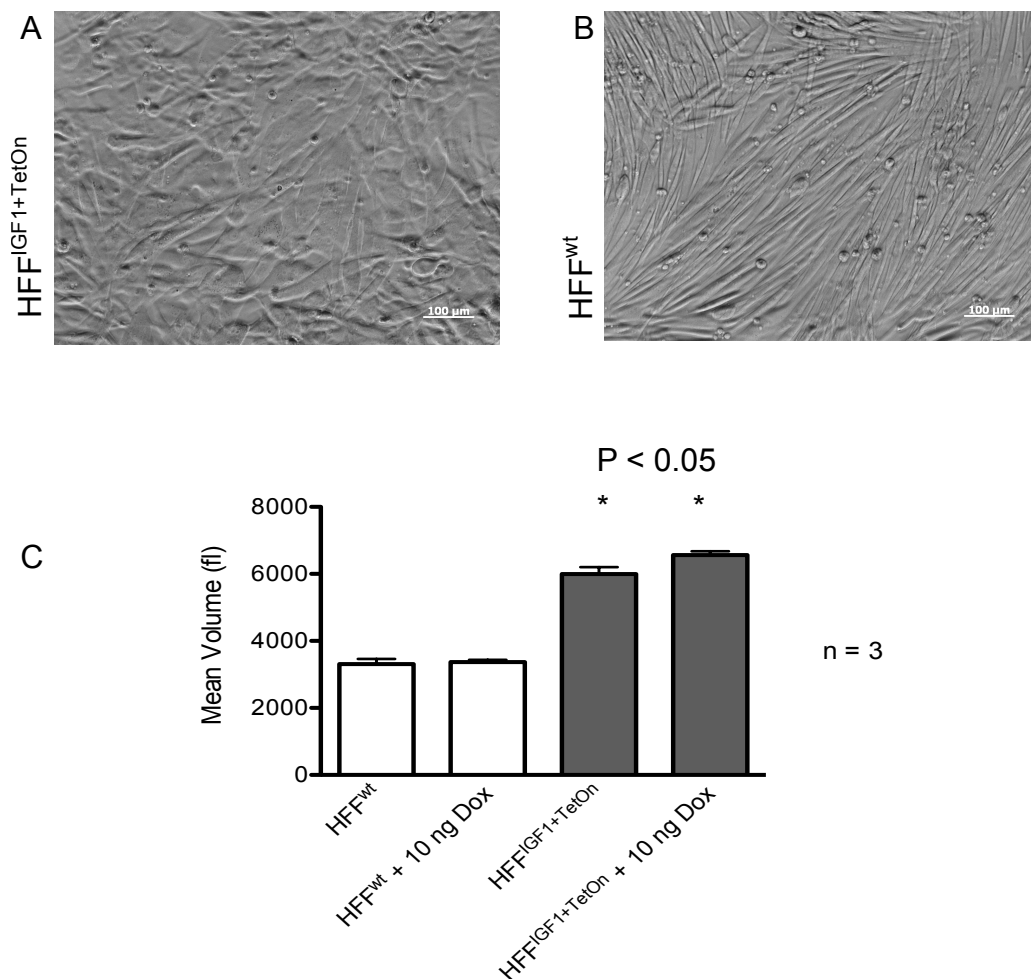 A
HFF^IGF1+TetOn
100 µm
B
HFF^wt
100 µm
C
P < 0.05
* *
Mean Volume (fl)
8000
6000
4000
2000
0
n = 3
HFF^wt
HFF^wt + 10 ng Dox
HFF^IGF1+TetOn
HFF^IGF1+TetOn + 10 ng Dox